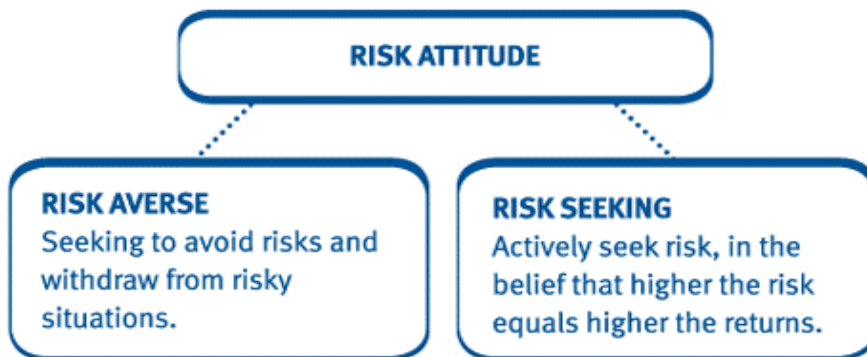 RISK ATTITUDE
RISK AVERSE
Seeking to avoid risks and
withdraw from risky
situations.
RISK SEEKING
Actively seek risk, in the
belief that higher the risk
equals higher the returns.